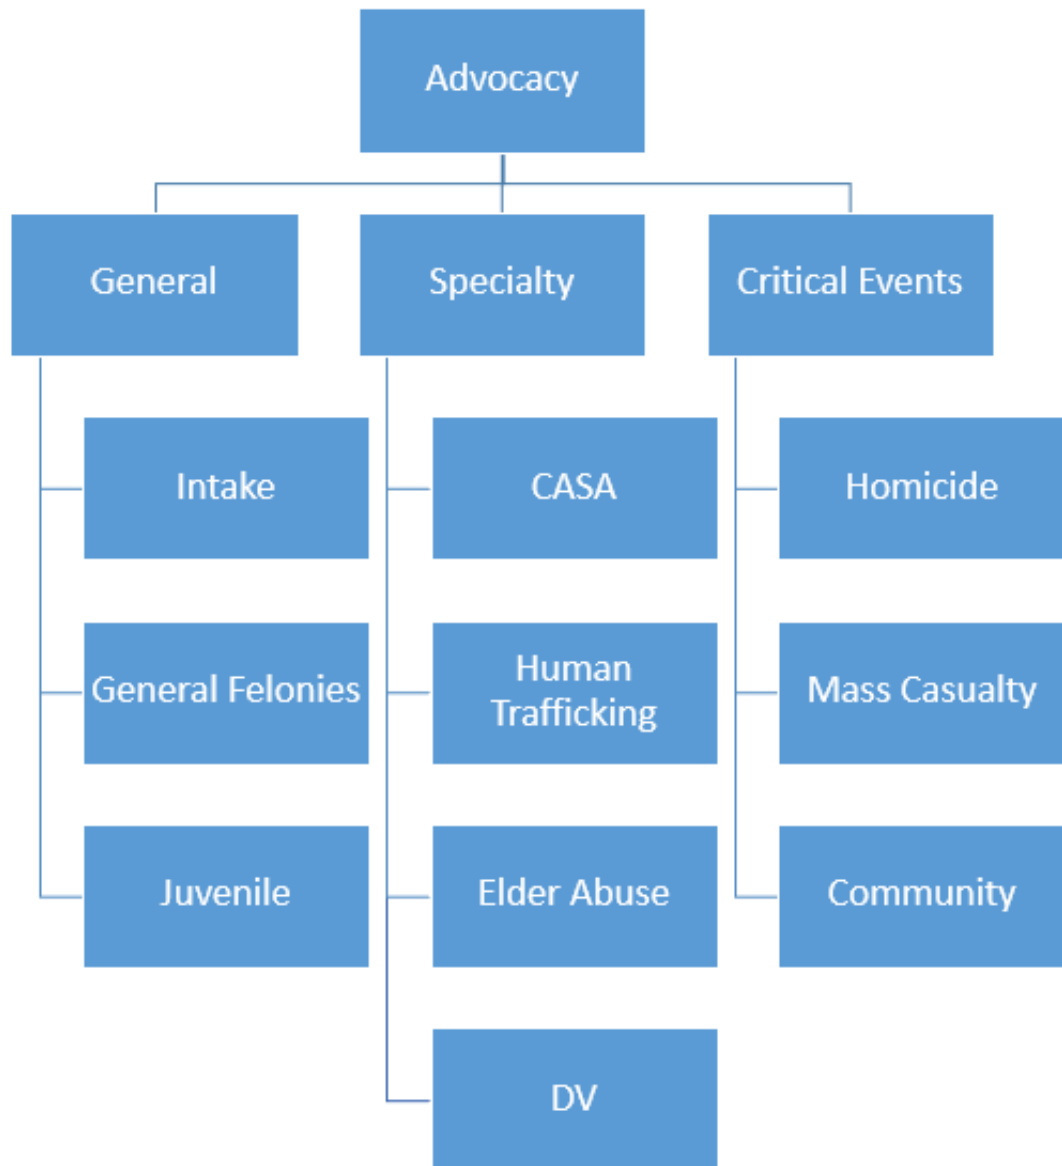 Advocacy
General
Specialty
Critical Events
Intake
CASA
Homicide
General Felonies
Human
Trafficking
Mass Casualty
Juvenile
Elder Abuse
Community
DV